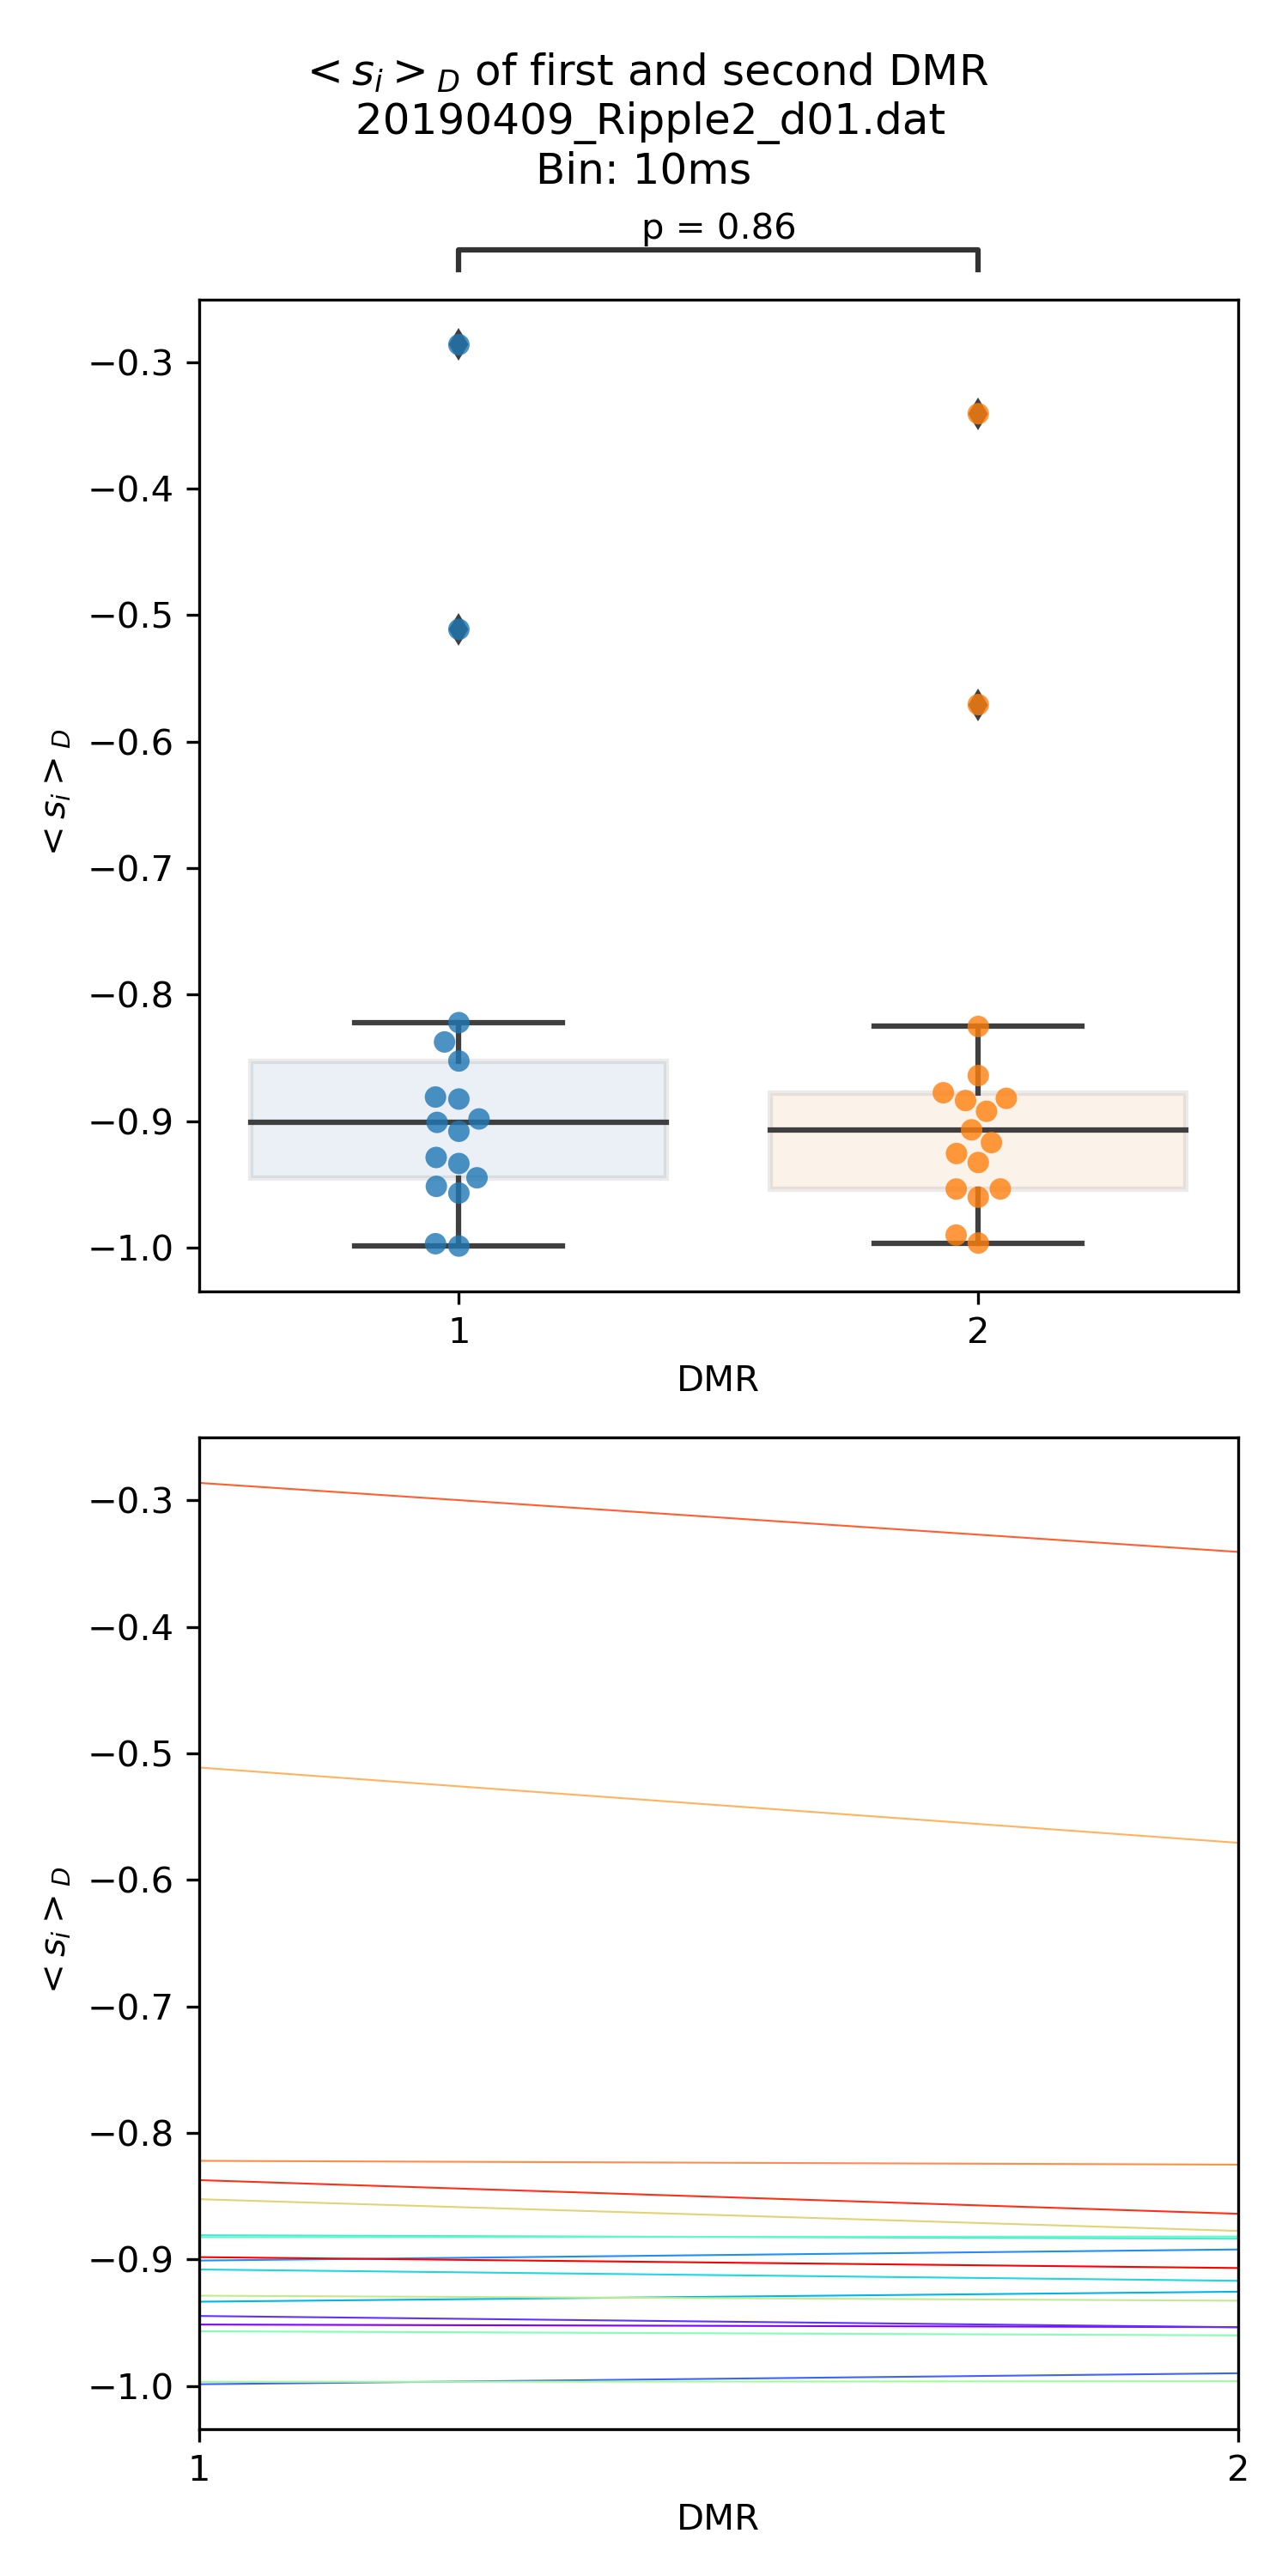 < s_i >_D of first and second DMR
20190409_Ripple2_d01.dat
Bin: 10ms
p = 0.86
−0.3
−0.4
−0.5
−0.6
−0.7
−0.8
−0.9
−1.0
< s_i >_D
1
2
DMR
−0.3
−0.4
−0.5
−0.6
−0.7
−0.8
−0.9
−1.0
< s_i >_D
1
2
DMR